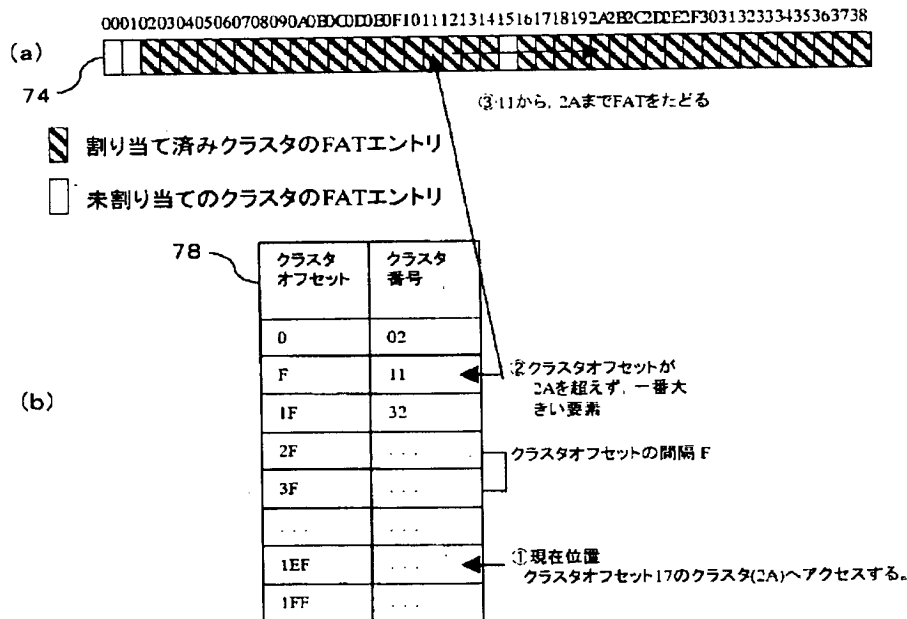 000102030405060708090A0B0C0D0E0F101112131415161718192A2B2C2D2E2F303132333435363738
(a)
74
③11から, 2AまでFATをたどる
割り当て済みクラスタのFATエントリ
未割り当てのクラスタのFATエントリ
78
クラスタ
オフセット
クラスタ
番号
0 02
F 11
②クラスタオフセットが
2Aを超えず, 一番大
きい要素
(b)
1F 32
2F ...
クラスタオフセットの間隔 F
3F ...
... ...
1EF ...
①現在位置
クラスタオフセット17のクラスタ(2A)へアクセスする。
1FF ...